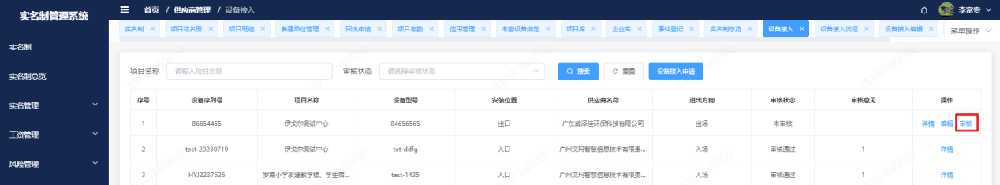 实名制管理系统
首页 / 供应商管理 / 设备接入
李富贵
实名制 × 项目花名册 × 项目班组 × 参建单位管理 × 回执申请 × 项目考勤 × 信用管理 × 考勤设备绑定 × 项目库 × 企业库 × 事件登记 × 实名制总览 × 设备接入 × 设备接入流程 × 设备接入编辑 × 菜单操作
实名制
实名制总览
实名管理
工资管理
风险管理
项目名称 请输入项目名称 审核状态 请选择审核状态 搜索 重置 设备接入申请
序号 设备序列号 项目名称 设备型号 安装位置 供应商名称 进出方向 审核状态 审核意见 操作
1 86654455 伊戈尔测试中心 84656565 出口 广东威泽佳环保科技有限公司 出场 未审核 -- 详情 编辑 审核
2 test-20230719 伊戈尔测试中心 tet-ddfg 入口 广州汉玛智慧信息技术有限责... 入场 审核通过 1 详情
3 HYJ2237526 罗南小学改建教学楼、学生宿... test-1435 入口 广州汉玛智慧信息技术有限责... 入场 审核通过 1 详情
15107665030